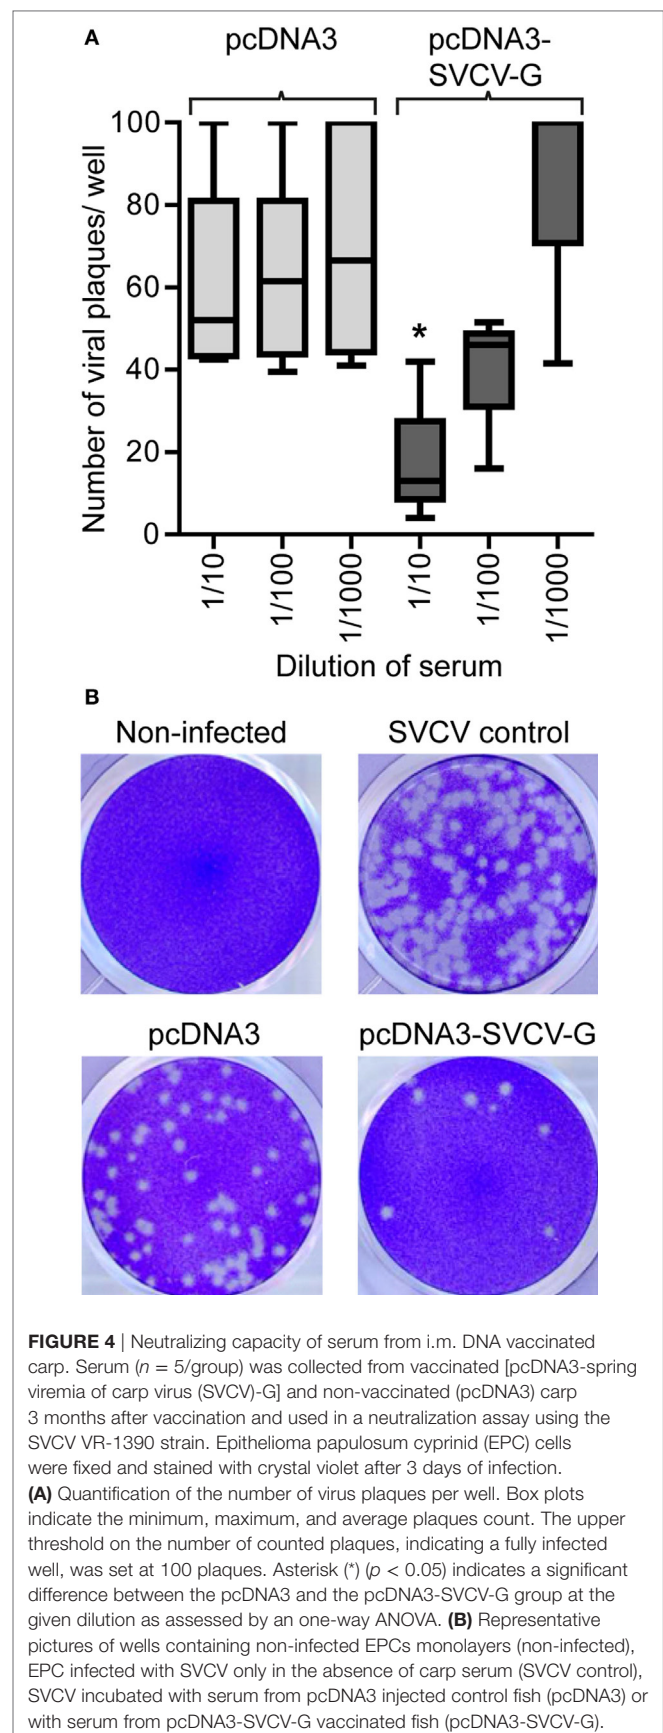 A
pcDNA3
pcDNA3-
SVCV-G
Number of viral plaques/ well
100
80
60
40
20
0
*
1/10
1/100
1/1000
1/10
1/100
1/1000
Dilution of serum
B
Non-infected
SVCV control
pcDNA3
pcDNA3-SVCV-G
FIGURE 4 | Neutralizing capacity of serum from i.m. DNA vaccinated
carp. Serum (n = 5/group) was collected from vaccinated [pcDNA3-spring
viremia of carp virus (SVCV)-G] and non-vaccinated (pcDNA3) carp
3 months after vaccination and used in a neutralization assay using the
SVCV VR-1390 strain. Epithelioma papulosum cyprinid (EPC) cells
were fixed and stained with crystal violet after 3 days of infection.
(A) Quantification of the number of virus plaques per well. Box plots
indicate the minimum, maximum, and average plaques count. The upper
threshold on the number of counted plaques, indicating a fully infected
well, was set at 100 plaques. Asterisk (*) (p < 0.05) indicates a significant
difference between the pcDNA3 and the pcDNA3-SVCV-G group at the
given dilution as assessed by an one-way ANOVA. (B) Representative
pictures of wells containing non-infected EPCs monolayers (non-infected),
EPC infected with SVCV only in the absence of carp serum (SVCV control),
SVCV incubated with serum from pcDNA3 injected control fish (pcDNA3) or
with serum from pcDNA3-SVCV-G vaccinated fish (pcDNA3-SVCV-G).